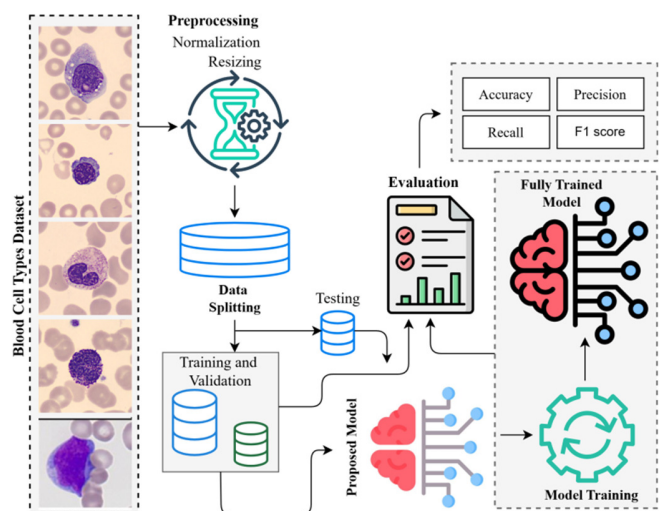 Blood Cell Types Dataset
Preprocessing
Normalization
Resizing
Data
Splitting
Testing
Training and
Validation
Evaluation
Accuracy
Precision
Recall
F1 score
Proposed Model
Fully Trained
Model
Model Training